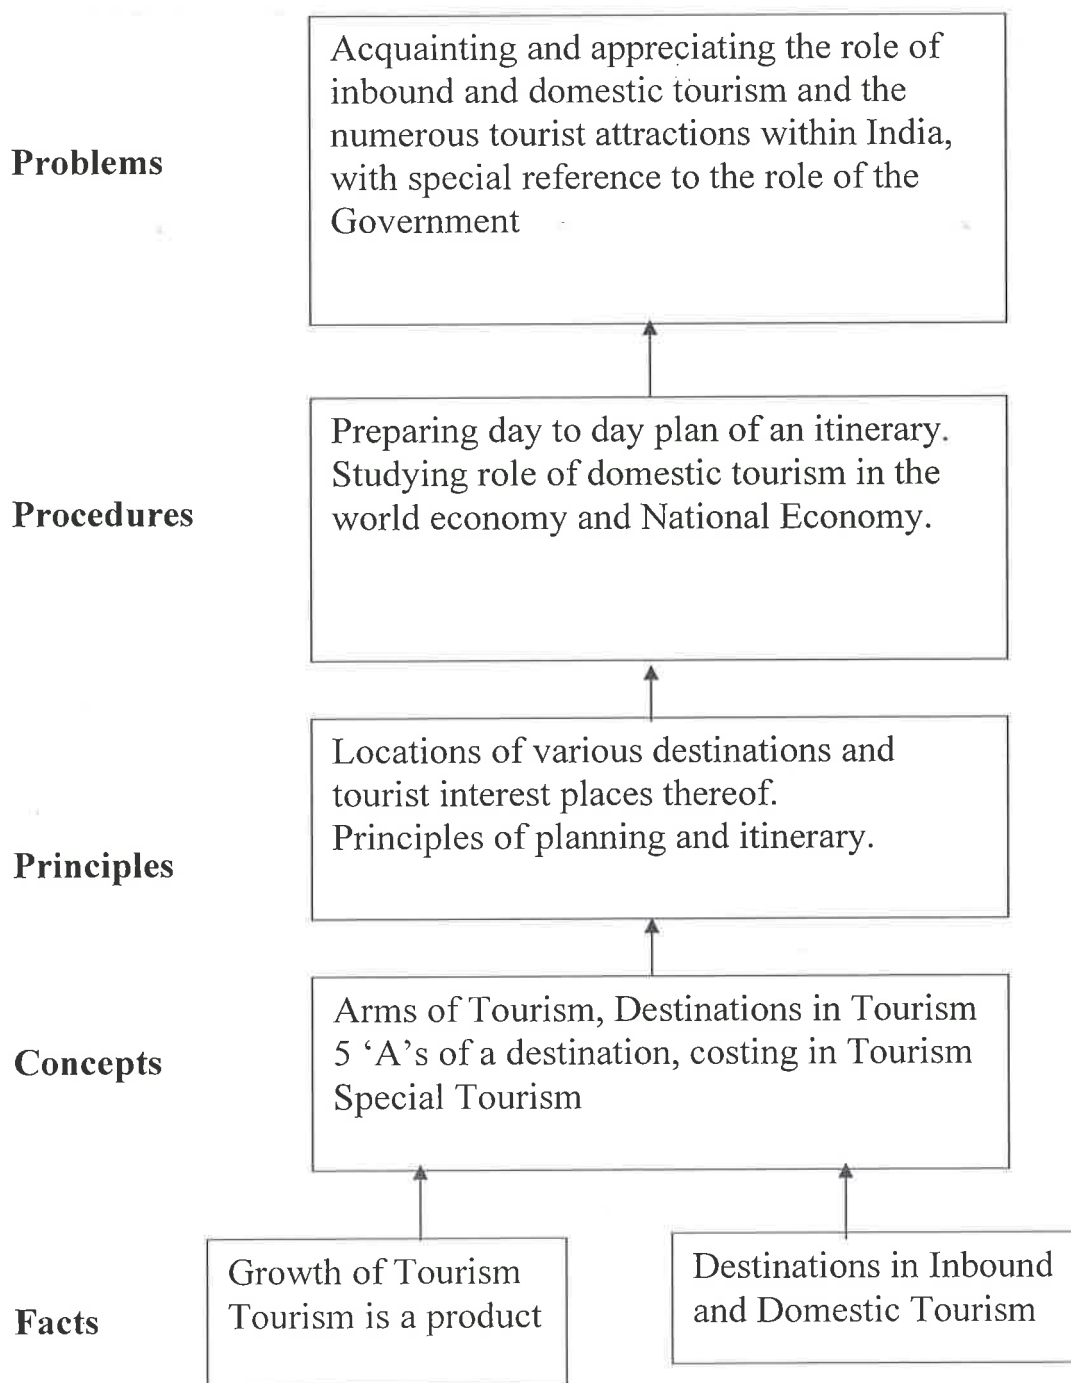 Problems
Acquainting and appreciating the role of
inbound and domestic tourism and the
numerous tourist attractions within India,
with special reference to the role of the
Government
Procedures
Preparing day to day plan of an itinerary.
Studying role of domestic tourism in the
world economy and National Economy.
Principles
Locations of various destinations and
tourist interest places thereof.
Principles of planning and itinerary.
Concepts
Arms of Tourism, Destinations in Tourism
5 ‘A’s of a destination, costing in Tourism
Special Tourism
Facts
Growth of Tourism
Tourism is a product
Destinations in Inbound
and Domestic Tourism